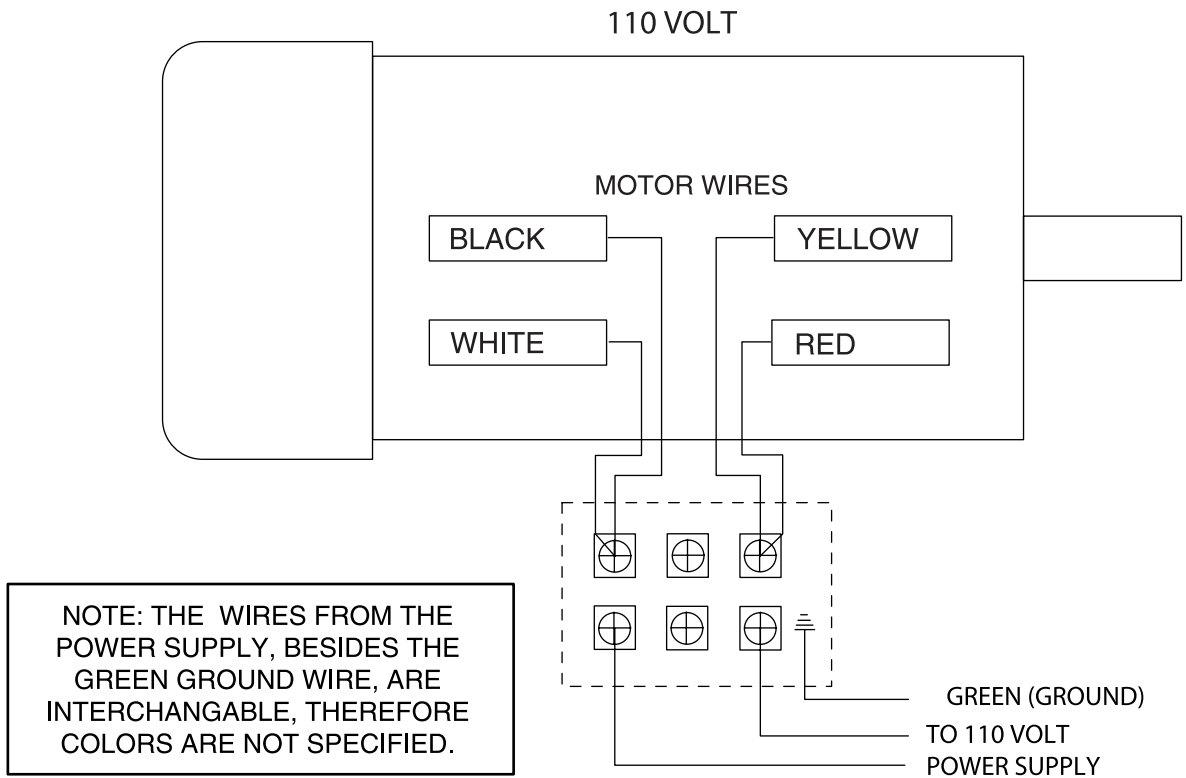 110 VOLT
MOTOR WIRES
BLACK
YELLOW
WHITE
RED
NOTE: THE WIRES FROM THE
POWER SUPPLY, BESIDES THE
GREEN GROUND WIRE, ARE
INTERCHANGABLE, THEREFORE
COLORS ARE NOT SPECIFIED.
GREEN (GROUND)
TO 110 VOLT
POWER SUPPLY